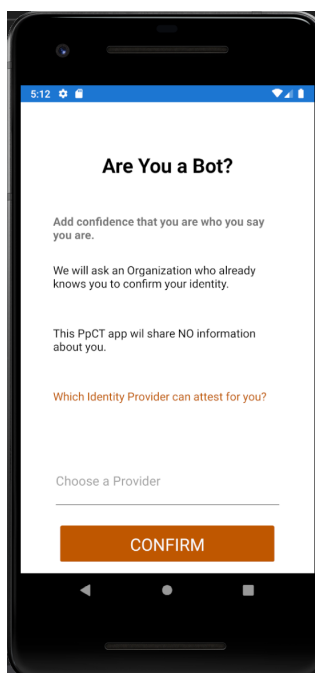 5:12
Are You a Bot?
Add confidence that you are who you say
you are.
We will ask an Organization who already
knows you to confirm your identity.
This PpCT app wil share NO information
about you.
Which Identity Provider can attest for you?
Choose a Provider
CONFIRM